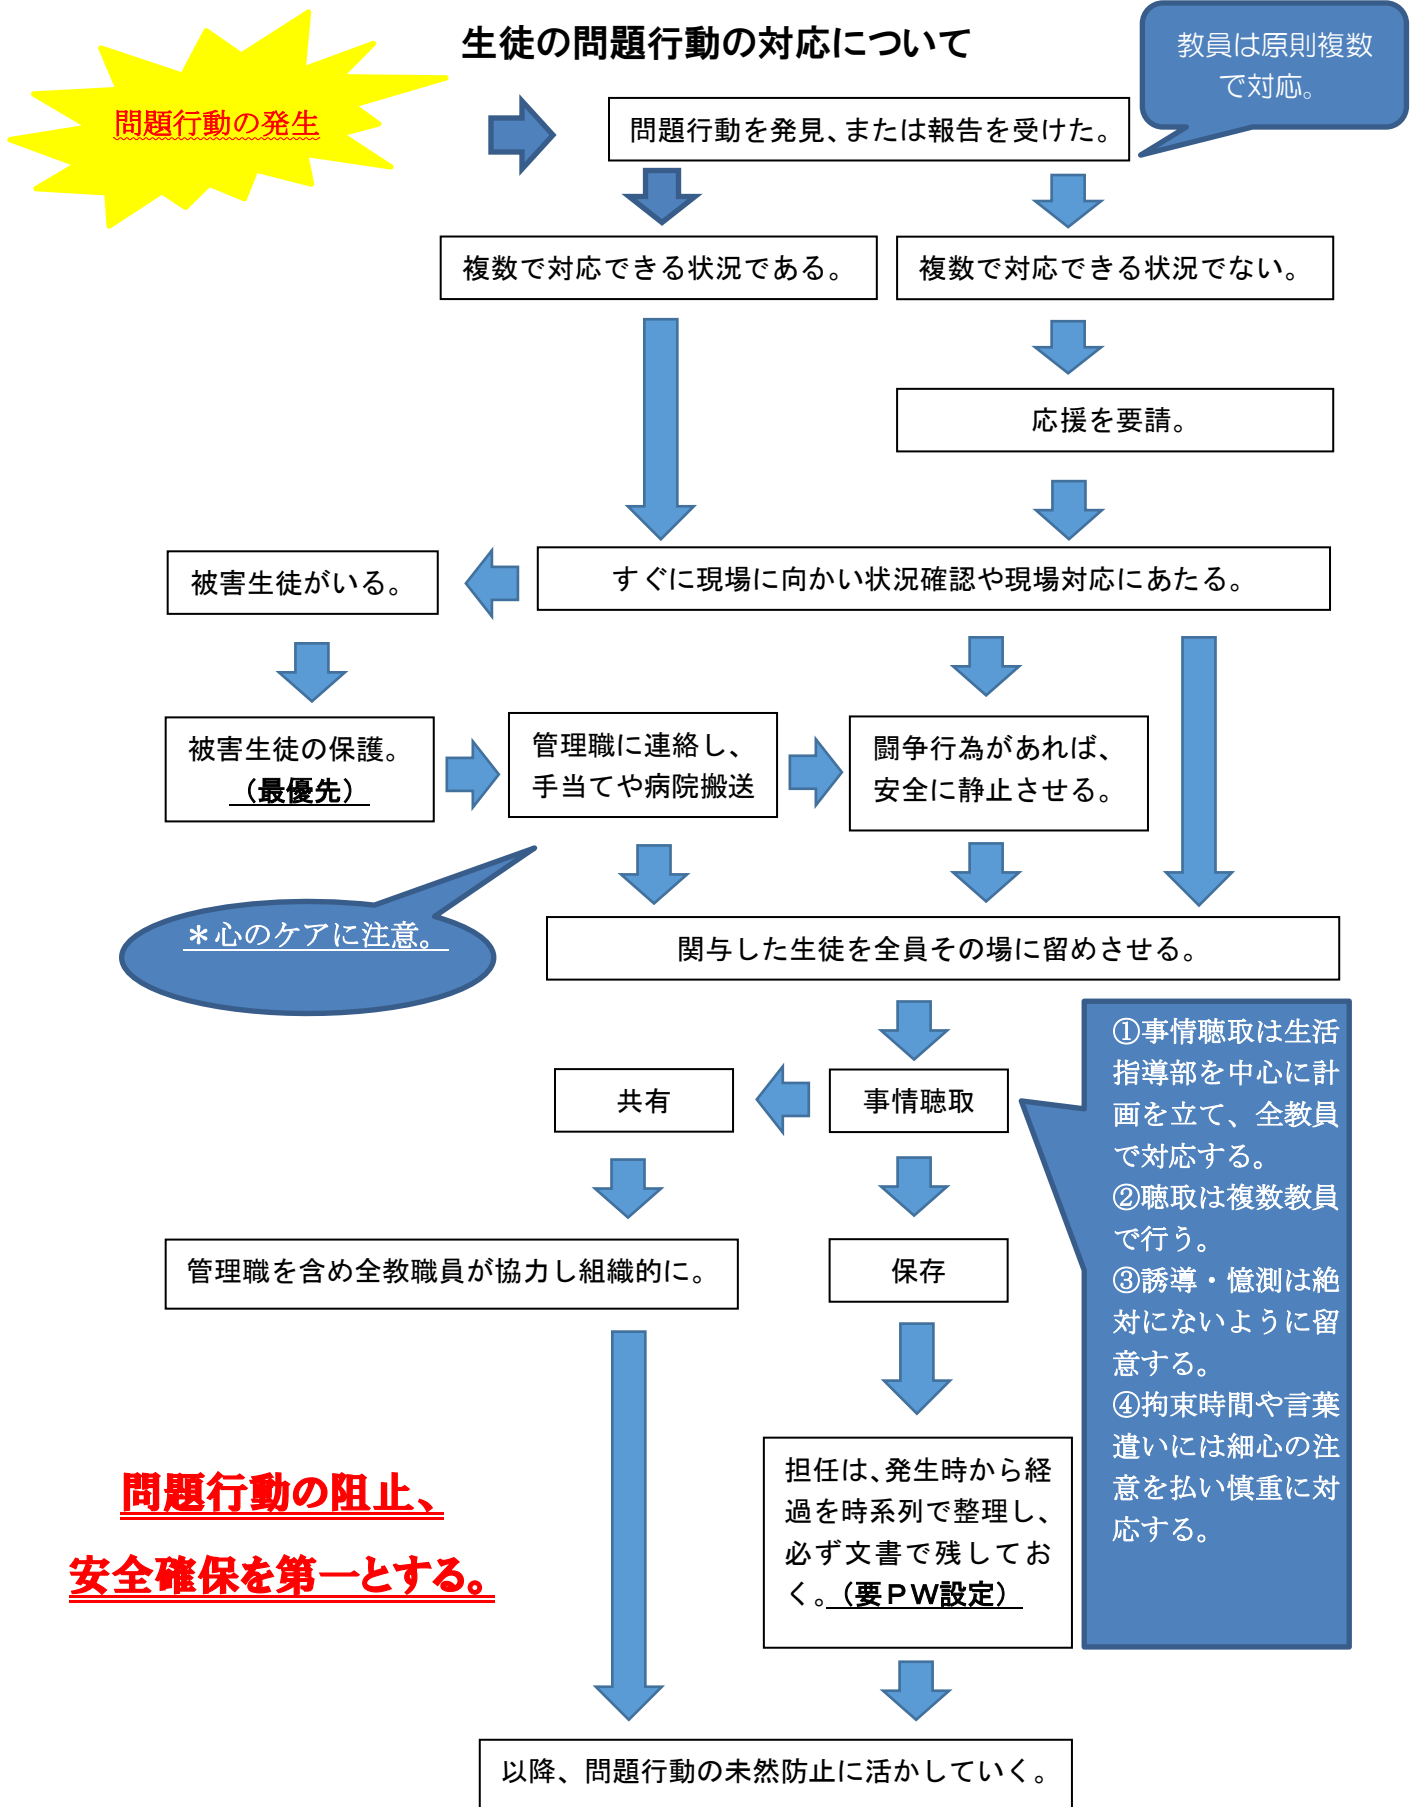 生徒の問題行動の対応について
教員は原則複数
で対応。
問題行動の発生
問題行動を発見、または報告を受けた。
複数で対応できる状況である。
複数で対応できる状況でない。
応援を要請。
被害生徒がいる。
すぐに現場に向かい状況確認や現場対応にあたる。
被害生徒の保護。
（最優先）
管理職に連絡し、
手当てや病院搬送
闘争行為があれば、
安全に静止させる。
＊心のケアに注意。
関与した生徒を全員その場に留めさせる。
共有
事情聴取
①事情聴取は生活
指導部を中心に計
画を立て、全教員
で対応する。
②聴取は複数教員
で行う。
③誘導・憶測は絶
対にないように留
意する。
④拘束時間や言葉
遣いには細心の注
意を払い慎重に対
応する。
管理職を含め全教職員が協力し組織的に。
保存
担任は、発生時から経
過を時系列で整理し、
必ず文書で残してお
く。（要ＰＷ設定）
問題行動の阻止、
安全確保を第一とする。
以降、問題行動の未然防止に活かしていく。